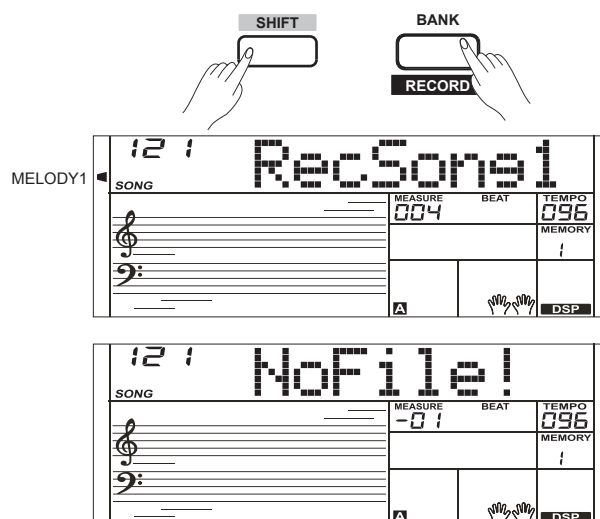 SHIFT BANK
RECORD
121 RecSong1
MELODY1
SONG
MEASURE BEAT TEMPO
004 096
MEMORY
1
A DSP
121 NoFile!
SONG
MEASURE BEAT TEMPO
-01 096
MEMORY
1
A DSP